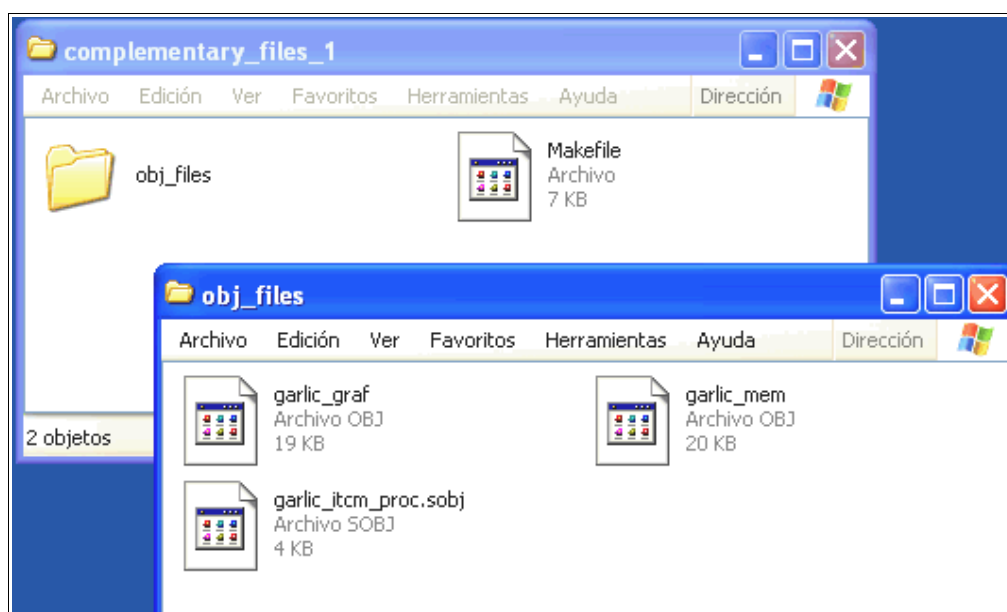 complementary_files_1
Archivo Edición Ver Favoritos Herramientas Ayuda Dirección
obj_files
Makefile
Archivo
7 KB
2 objetos
obj_files
Archivo Edición Ver Favoritos Herramientas Ayuda Dirección
garlic_graf
Archivo OBJ
19 KB
garlic_mem
Archivo OBJ
20 KB
garlic_itcm_proc.sobj
Archivo SOBJ
4 KB